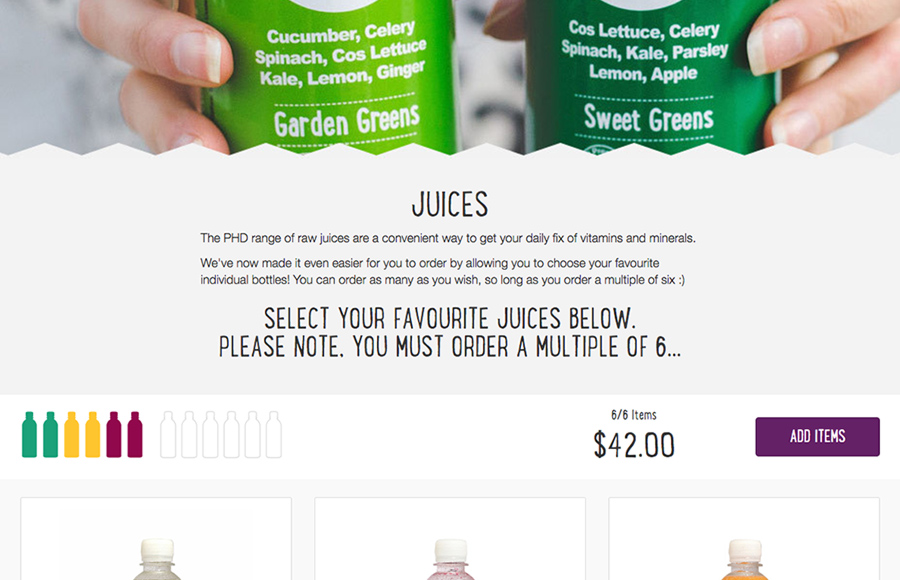 Cucumber, Celery
Spinach, Cos Lettuce
Kale, Lemon, Ginger
Garden Greens
Cos Lettuce, Celery
Spinach, Kale, Parsley
Lemon, Apple
Sweet Greens
JUICES
The PHD range of raw juices are a convenient way to get your daily fix of vitamins and minerals.
We've now made it even easier for you to order by allowing you to choose your favourite
individual bottles! You can order as many as you wish, so long as you order a multiple of six :)
SELECT YOUR FAVOURITE JUICES BELOW.
PLEASE NOTE, YOU MUST ORDER A MULTIPLE OF 6...
6/6 Items
$42.00
ADD ITEMS